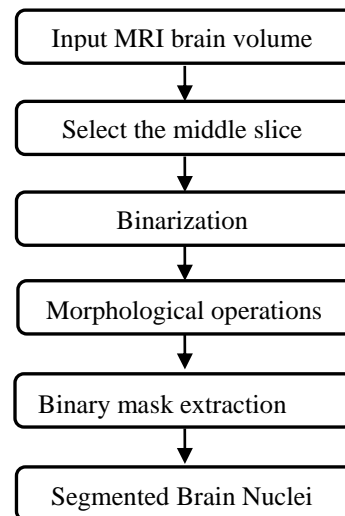 Input MRI brain volume
Select the middle slice
Binarization
Morphological operations
Binary mask extraction
Segmented Brain Nuclei